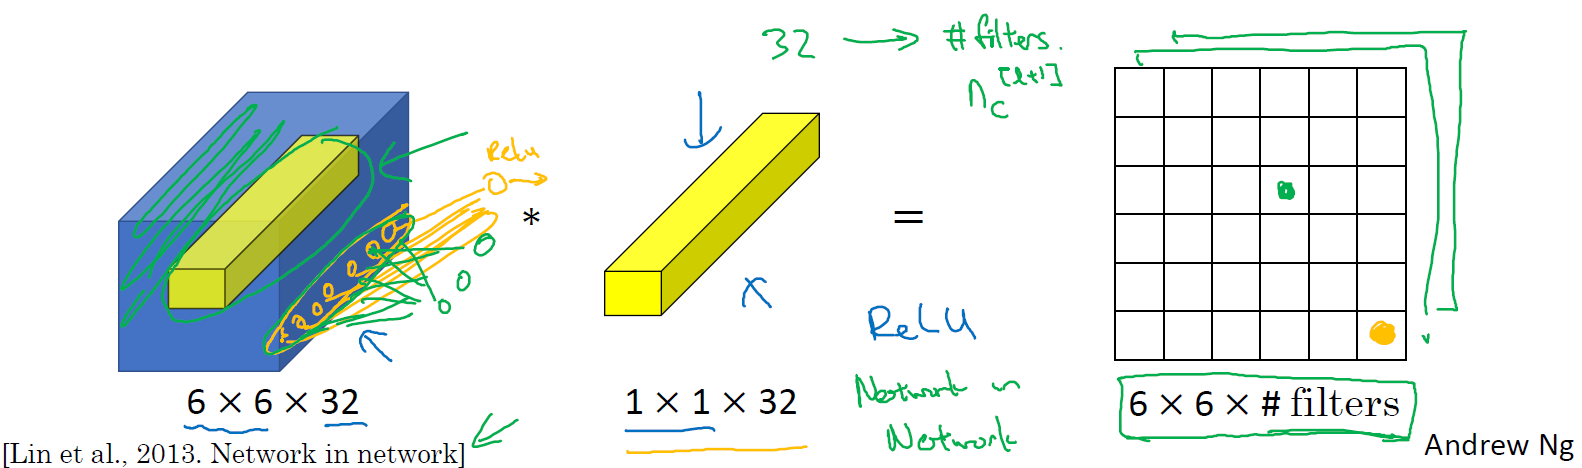 32 → # filters.
n_c^[l+1]
ReLU
*
=
ReLU
6 × 6 × 32
1 × 1 × 32
Network in
Network
6 × 6 × # filters
[Lin et al., 2013. Network in network]
Andrew Ng